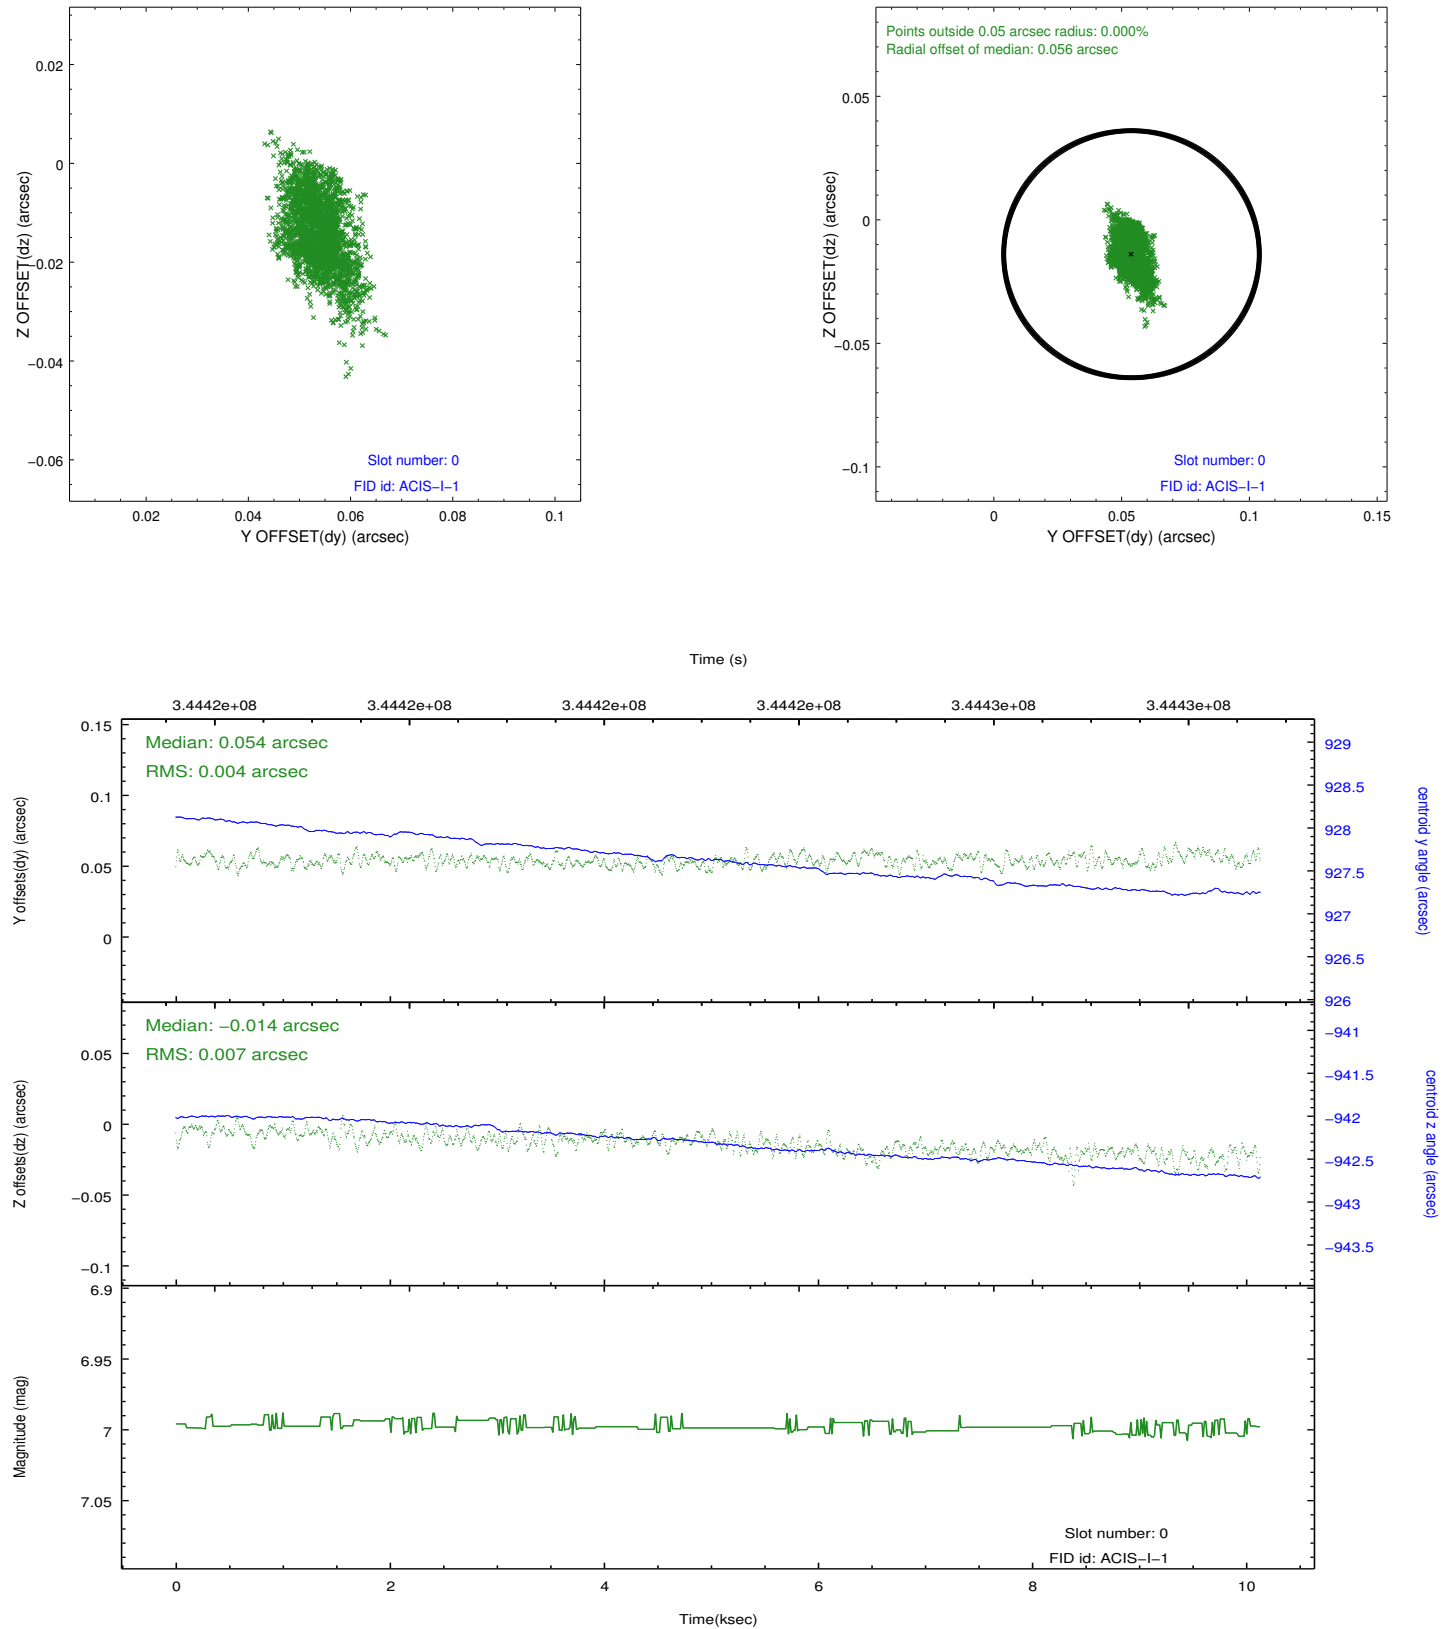 0.02
0
−0.02
−0.04
−0.06
Z OFFSET(dz) (arcsec)
Slot number: 0
FID id: ACIS−I−1
0.02 0.04 0.06 0.08 0.1
Y OFFSET(dy) (arcsec)
Points outside 0.05 arcsec radius: 0.000%
Radial offset of median: 0.056 arcsec
0.05
0
−0.05
−0.1
Z OFFSET(dz) (arcsec)
Slot number: 0
FID id: ACIS−I−1
0 0.05 0.1 0.15
Y OFFSET(dy) (arcsec)
Time (s)
3.4442e+08 3.4442e+08 3.4442e+08 3.4442e+08 3.4443e+08 3.4443e+08
Median: 0.054 arcsec
RMS: 0.004 arcsec
0.15
0.1
0.05
0
Y offsets(dy) (arcsec)
929
928.5
928
927.5
927
926.5
926
centroid y angle (arcsec)
Median: −0.014 arcsec
RMS: 0.007 arcsec
0.05
0
−0.05
−0.1
Z offsets(dz) (arcsec)
−941
−941.5
−942
−942.5
−943
−943.5
centroid z angle (arcsec)
6.9
6.95
7
7.05
Magnitude (mag)
Slot number: 0
FID id: ACIS−I−1
0 2 4 6 8 10
Time(ksec)